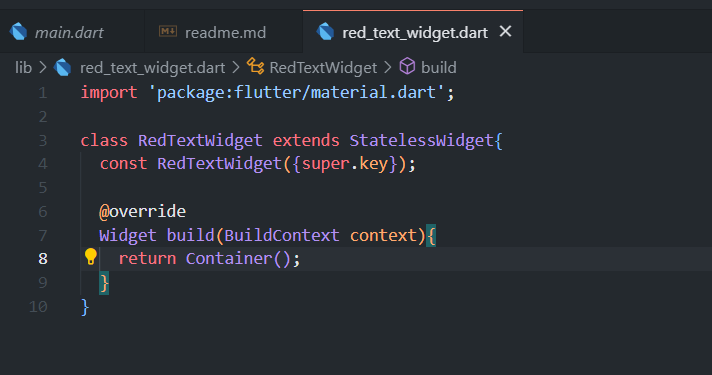 main.dart readme.md red_text_widget.dart
lib > red_text_widget.dart > RedTextWidget > build
1 import 'package:flutter/material.dart';
2
3 class RedTextWidget extends StatelessWidget{
4 const RedTextWidget({super.key});
5
6 @override
7 Widget build(BuildContext context){
8 return Container();
9 }
10 }